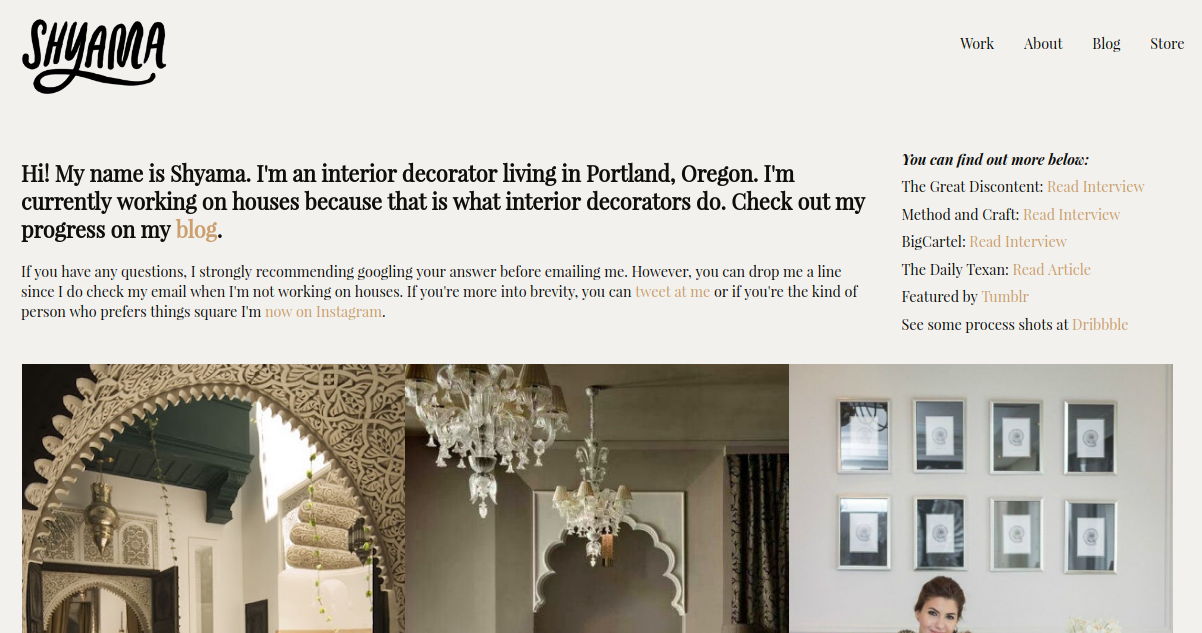 SHYAMA
Work About Blog Store
Hi! My name is Shyama. I'm an interior decorator living in Portland, Oregon. I'm
currently working on houses because that is what interior decorators do. Check out my
progress on my blog.
If you have any questions, I strongly recommending googling your answer before emailing me. However, you can drop me a line
since I do check my email when I'm not working on houses. If you're more into brevity, you can tweet at me or if you're the kind of
person who prefers things square I'm now on Instagram.
You can find out more below:
The Great Discontent: Read Interview
Method and Craft: Read Interview
BigCartel: Read Interview
The Daily Texan: Read Article
Featured by Tumblr
See some process shots at Dribbble